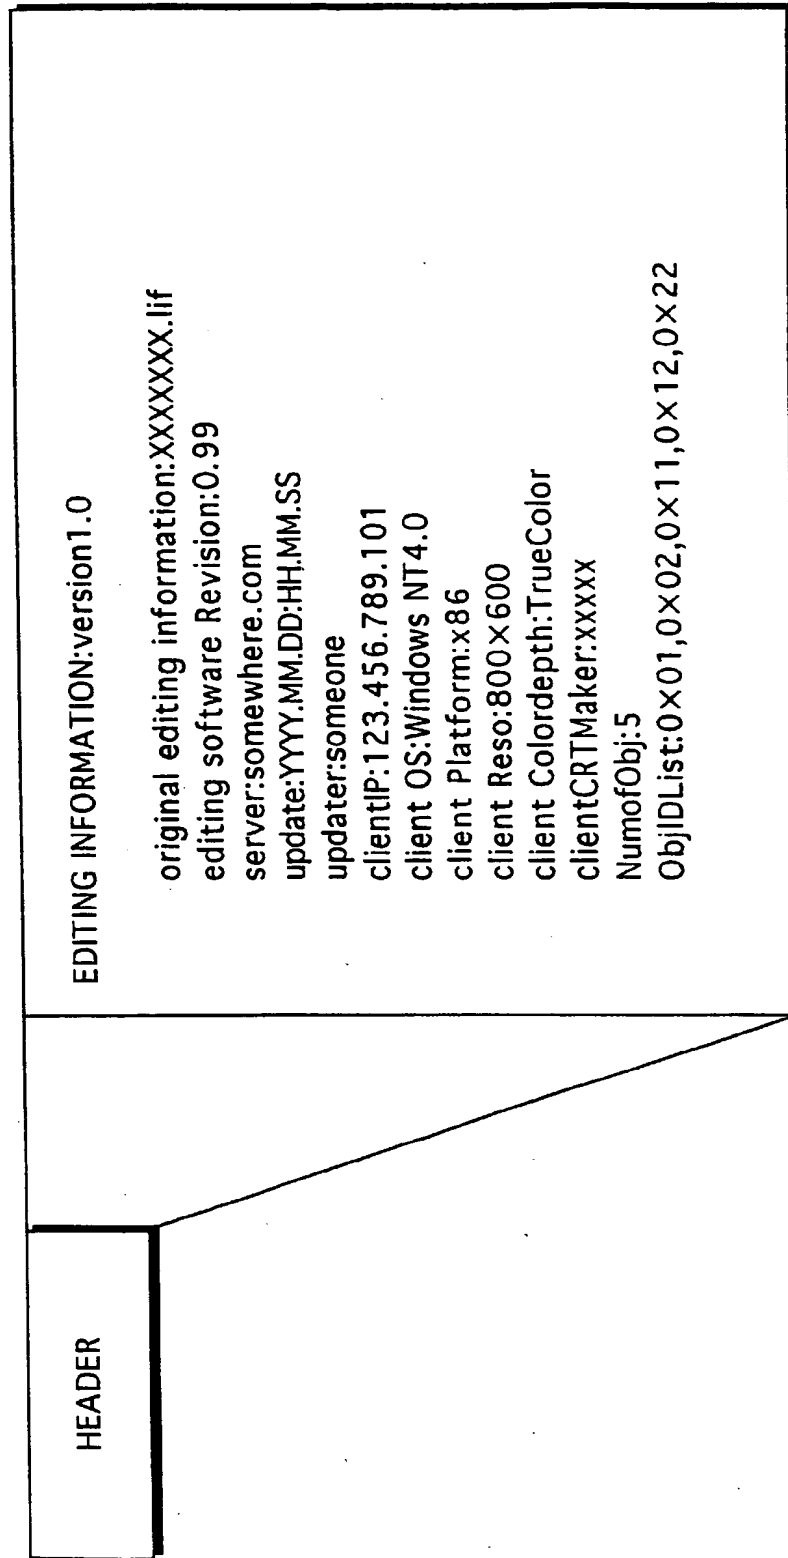 HEADER
EDITING INFORMATION:version1.0
original editing information:XXXXXXX.lif
editing software Revision:0.99
server:somewhere.com
update:YYYY.MM.DD:HH.MM.SS
updater:someone
clientIP:123.456.789.101
client OS:Windows NT4.0
client Platform:x86
client Reso:800×600
client Colordepth:TrueColor
clientCRTMaker:xxxxx
NumofObj:5
ObjIDList:0×01,0×02,0×11,0×12,0×22